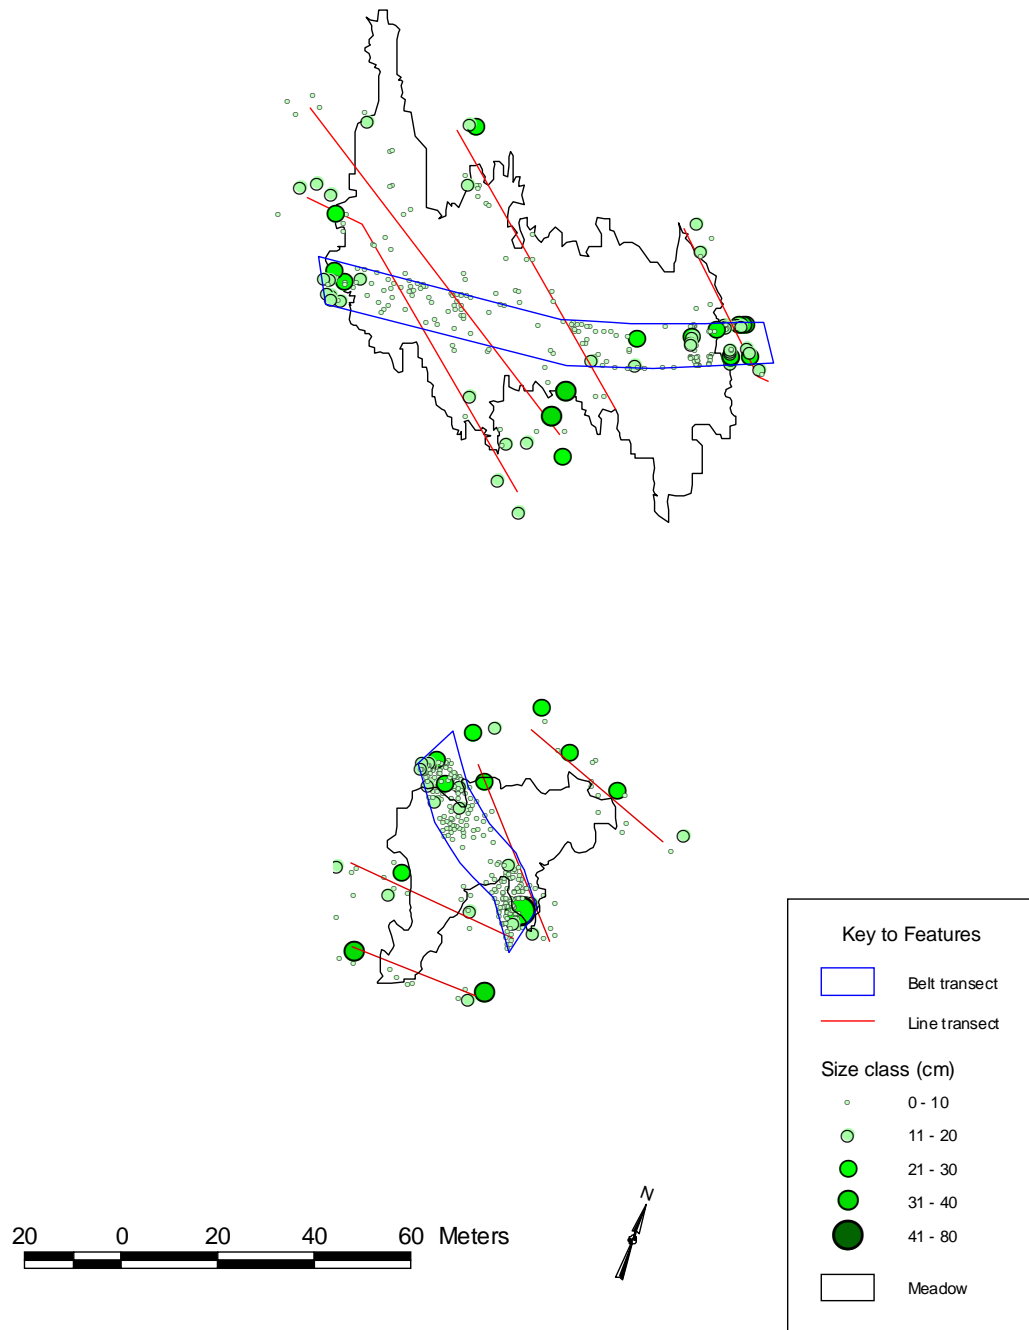 Key to Features
Belt transect
Line transect
Size class (cm)
0 - 10
11 - 20
21 - 30
31 - 40
41 - 80
Meadow
N
20 0 20 40 60 Meters